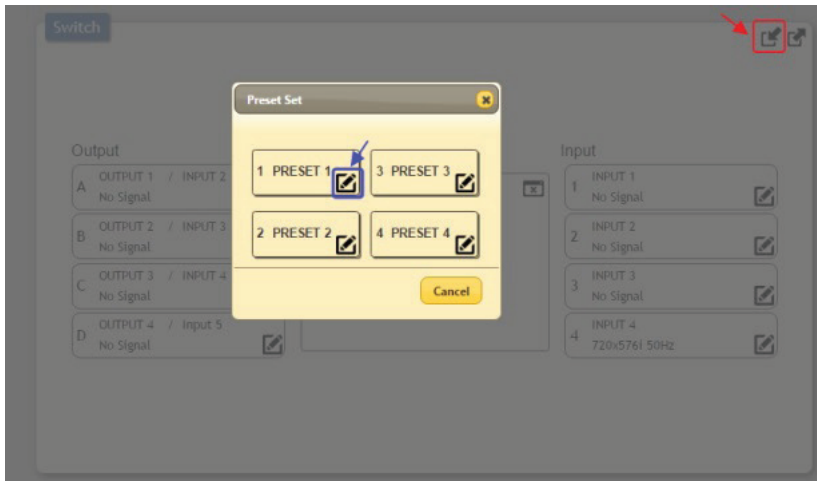 Switch
Preset Set
1 PRESET 1
3 PRESET 3
2 PRESET 2
4 PRESET 4
Cancel
Output
A OUTPUT 1 / INPUT 2
No Signal
B OUTPUT 2 / INPUT 3
No Signal
C OUTPUT 3 / INPUT 4
No Signal
D OUTPUT 4 / Input 5
No Signal
Input
1 INPUT 1
No Signal
2 INPUT 2
No Signal
3 INPUT 3
No Signal
4 INPUT 4
720x576i 50Hz